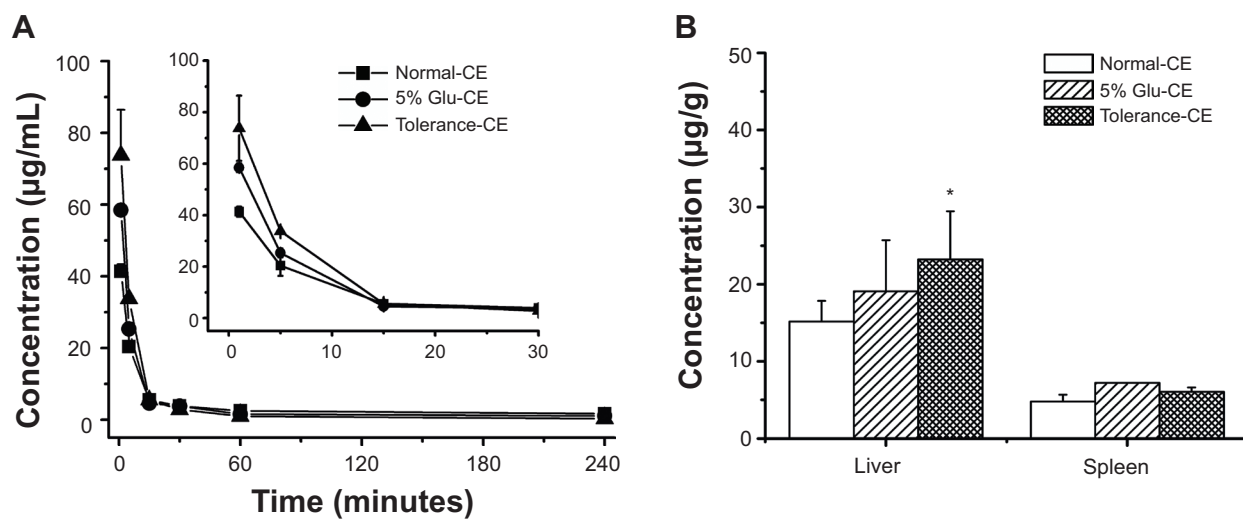 A
Concentration (µg/mL)
100
80
60
40
20
0
0
60
120
180
240
Time (minutes)
100
80
60
40
20
0
0
10
20
30
Normal-CE
5% Glu-CE
Tolerance-CE
B
Concentration (µg/g)
50
40
30
20
10
0
Normal-CE
5% Glu-CE
Tolerance-CE
*
Liver
Spleen